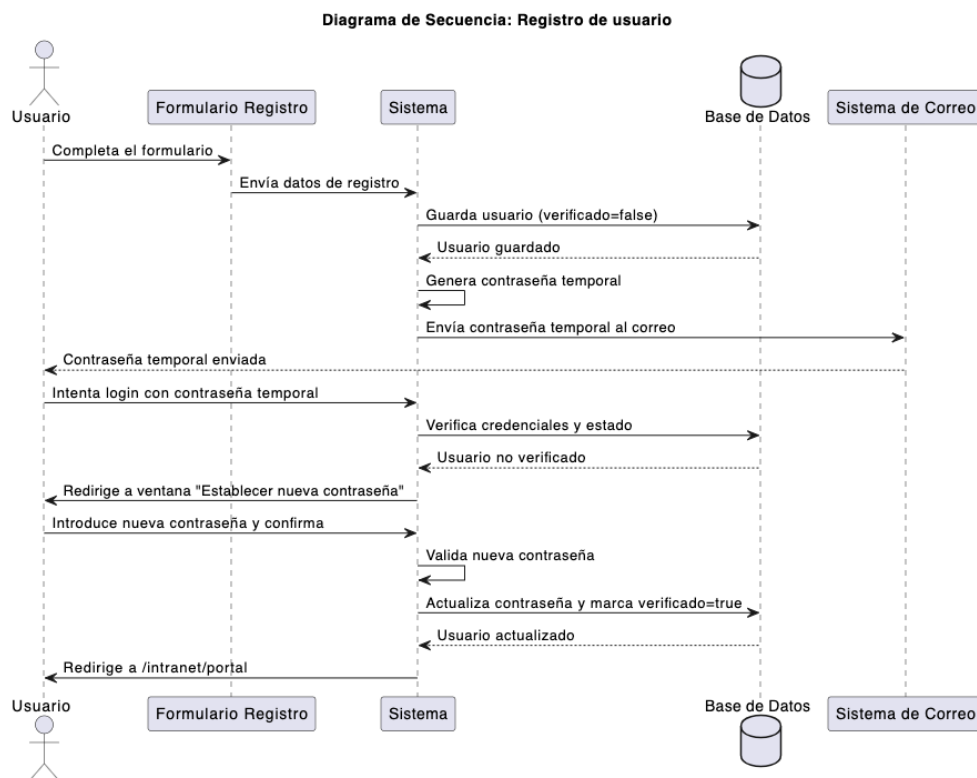 Diagrama de Secuencia: Registro de usuario
Usuario
Formulario Registro
Sistema
Base de Datos
Sistema de Correo
Completa el formulario
Envía datos de registro
Guarda usuario (verificado=false)
Usuario guardado
Genera contraseña temporal
Envía contraseña temporal al correo
Contraseña temporal enviada
Intenta login con contraseña temporal
Verifica credenciales y estado
Usuario no verificado
Redirige a ventana "Establecer nueva contraseña"
Introduce nueva contraseña y confirma
Valida nueva contraseña
Actualiza contraseña y marca verificado=true
Usuario actualizado
Redirige a /intranet/portal
Usuario
Formulario Registro
Sistema
Base de Datos
Sistema de Correo